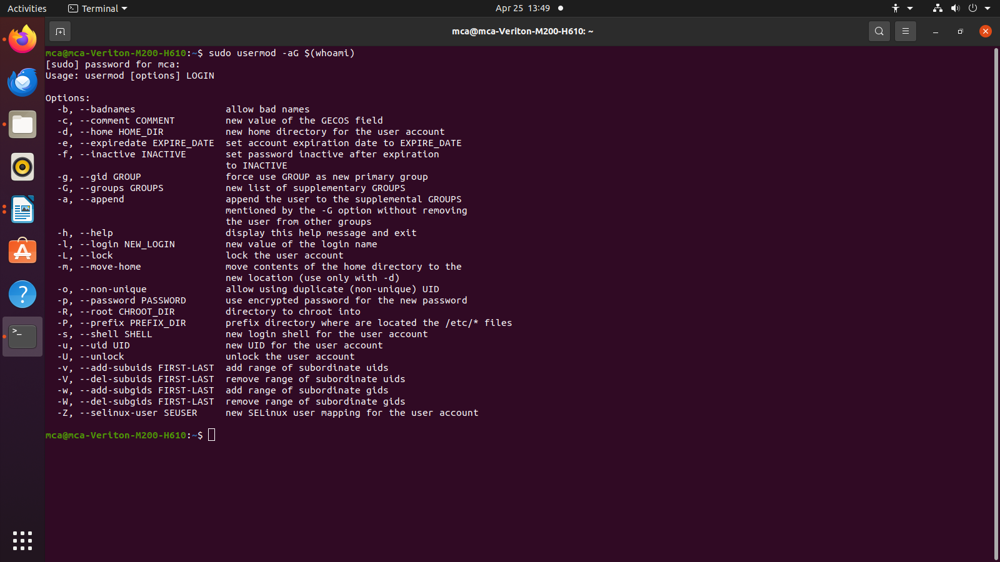 Activities Terminal Apr 25 13:49
mca@mca-Veriton-M200-H610: ~
mca@mca-Veriton-M200-H610:~$ sudo usermod -aG $(whoami)
[sudo] password for mca:
Usage: usermod [options] LOGIN

Options:
  -b, --badnames                allow bad names
  -c, --comment COMMENT         new value of the GECOS field
  -d, --home HOME_DIR           new home directory for the user account
  -e, --expiredate EXPIRE_DATE  set account expiration date to EXPIRE_DATE
  -f, --inactive INACTIVE       set password inactive after expiration
                                to INACTIVE
  -g, --gid GROUP               force use GROUP as new primary group
  -G, --groups GROUPS           new list of supplementary GROUPS
  -a, --append                  append the user to the supplemental GROUPS
                                mentioned by the -G option without removing
                                the user from other groups
  -h, --help                    display this help message and exit
  -l, --login NEW_LOGIN         new value of the login name
  -L, --lock                    lock the user account
  -m, --move-home               move contents of the home directory to the
                                new location (use only with -d)
  -o, --non-unique              allow using duplicate (non-unique) UID
  -p, --password PASSWORD       use encrypted password for the new password
  -R, --root CHROOT_DIR         directory to chroot into
  -P, --prefix PREFIX_DIR       prefix directory where are located the /etc/* files
  -s, --shell SHELL             new login shell for the user account
  -u, --uid UID                 new UID for the user account
  -U, --unlock                  unlock the user account
  -v, --add-subuids FIRST-LAST  add range of subordinate uids
  -V, --del-subuids FIRST-LAST  remove range of subordinate uids
  -w, --add-subgids FIRST-LAST  add range of subordinate gids
  -W, --del-subgids FIRST-LAST  remove range of subordinate gids
  -Z, --selinux-user SEUSER     new SELinux user mapping for the user account

mca@mca-Veriton-M200-H610:~$